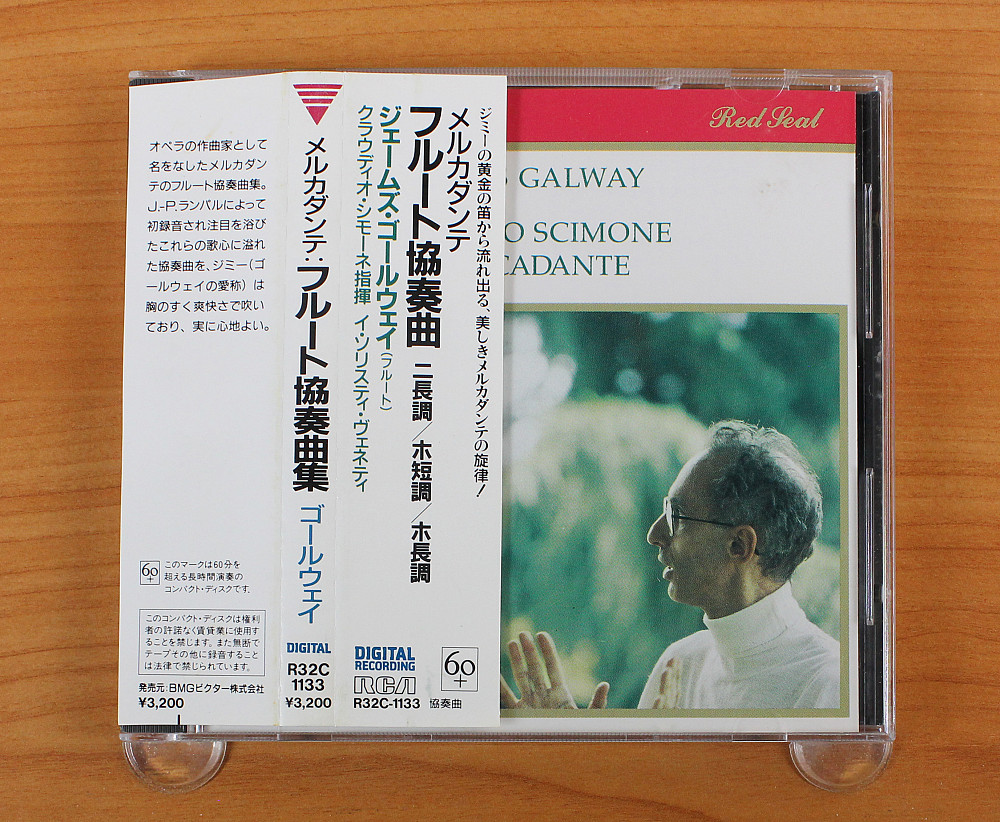 オペラの作曲家として
名をなしたメルカダン
テのフルート協奏曲集。
J.-P.ランパルによって
初録音され注目を浴び
たこれらの歌心に溢れ
た協奏曲を、ジミー(ゴ
ールウェイの愛称)は
胸のすく爽快さで吹い
ており、実に心地よい。
60+
このマークは60分を
超える長時間演奏の
コンパクト・ディスクです.
このコンパクト・ディスクは権利
者の許諾なく賃貸業に使用す
ることを禁じます。また無断で
テープその他に録音すること
は法律で禁じられています。
発売元:BMGビクター株式会社
¥3,200
メルカダンテ:フルート協奏曲集 ゴールウェイ
DIGITAL
R32C
1133
¥3,200
ジミーの黄金の笛から流れ出る、美しきメルカダンテの旋律!
メルカダンテ
フルート協奏曲 ニ長調/ホ短調/ホ長調
ジェームズ・ゴールウェイ(フルート)
クラウディオ・シモーネ指揮 イ・ソリスティ・ヴェネティ
DIGITAL
RECORDING
RCA
R32C-1133
60+
協奏曲
Red Seal
GALWAY
O SCIMONE
CADANTE